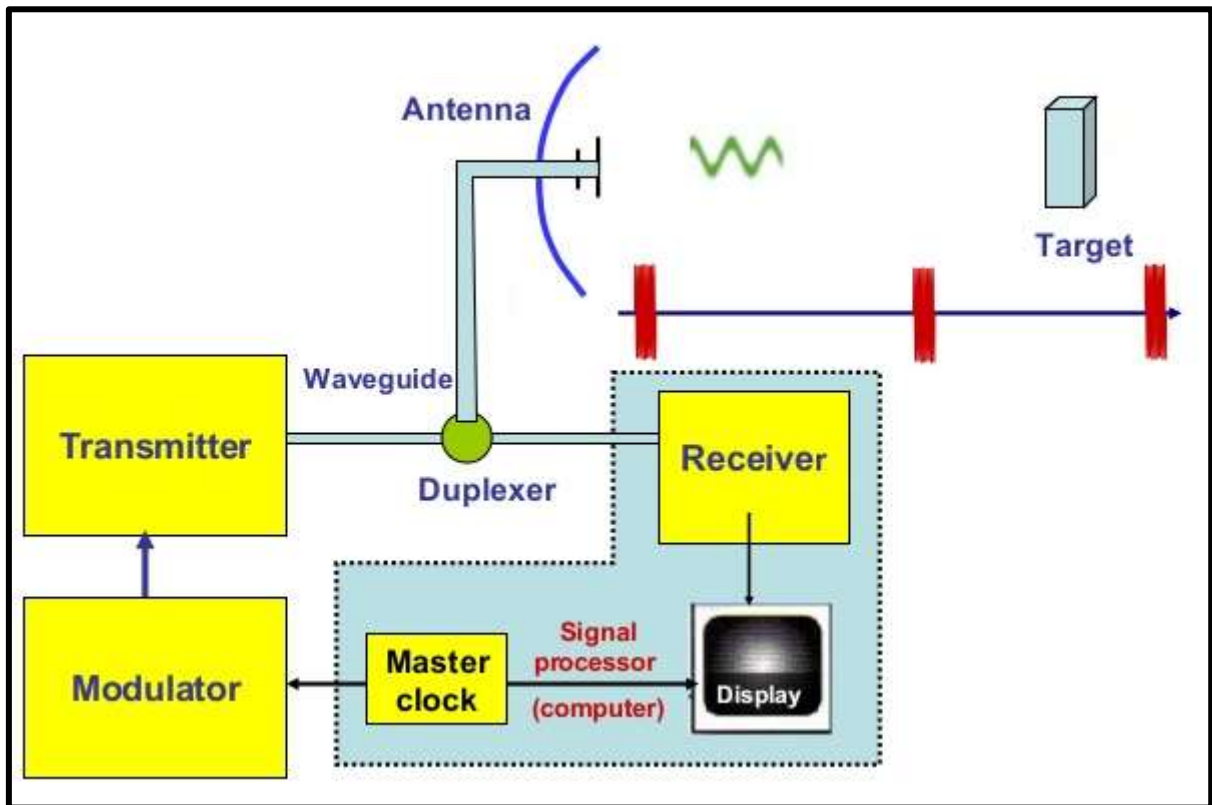 Antenna
Target
Waveguide
Transmitter
Duplexer
Receiver
Modulator
Master
clock
Signal
processor
(computer)
Display